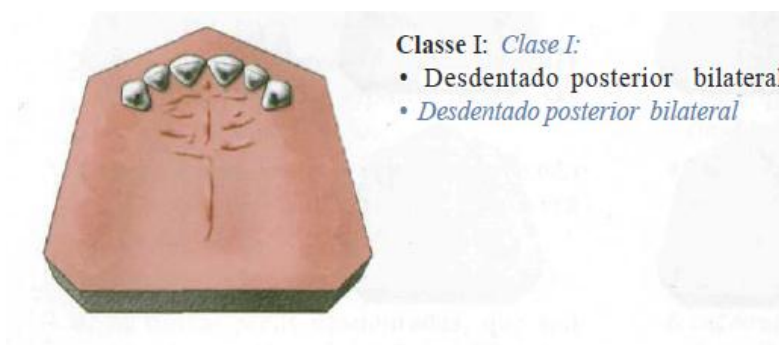 Classe I: Clase I:
• Desdentado posterior bilateral
• Desdentado posterior bilateral